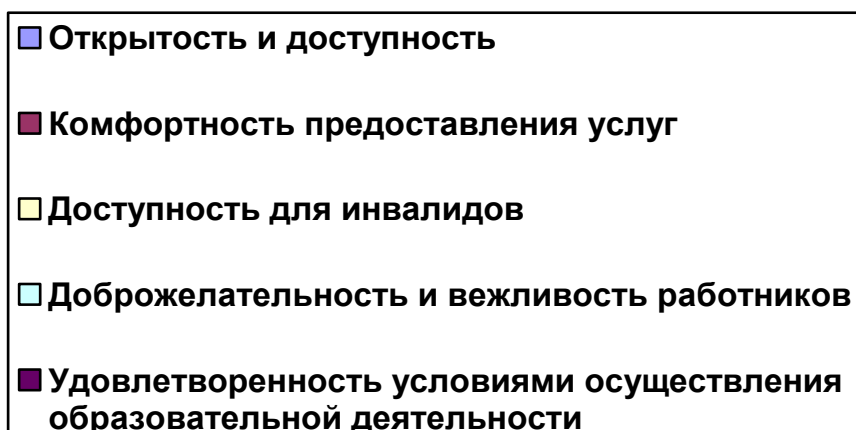 Открытость и доступность
Комфортность предоставления услуг
Доступность для инвалидов
Доброжелательность и вежливость работников
Удовлетворенность условиями осуществления
образовательной деятельности